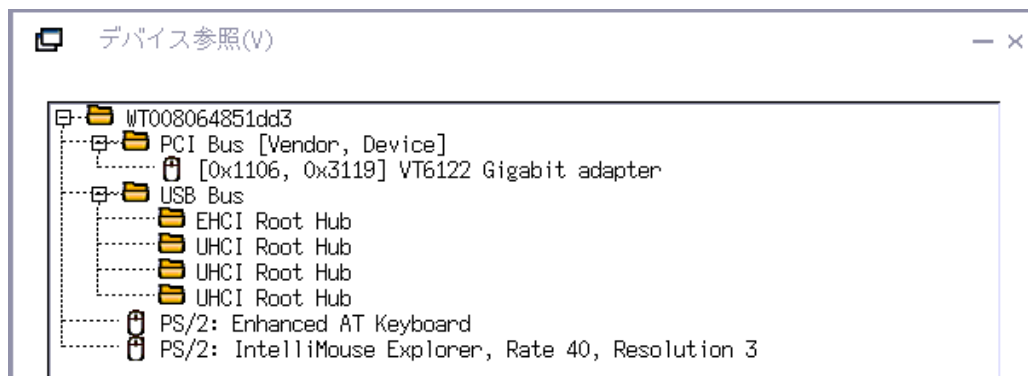 デバイス参照(V)
WT008064851dd3
PCI Bus [Vendor, Device]
[0x1106, 0x3119] VT6122 Gigabit adapter
USB Bus
EHCI Root Hub
UHCI Root Hub
UHCI Root Hub
UHCI Root Hub
PS/2: Enhanced AT Keyboard
PS/2: IntelliMouse Explorer, Rate 40, Resolution 3